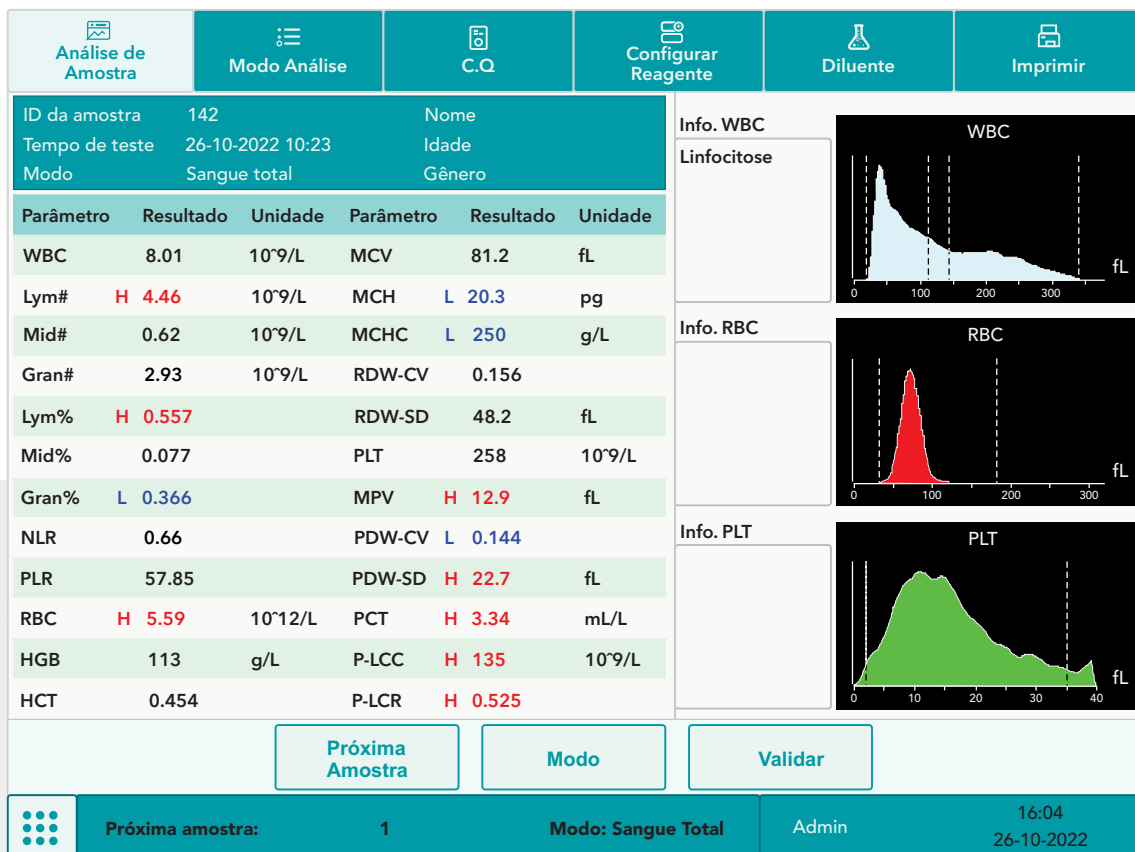 Análise de
Amostra
Modo Análise
C.Q
Configurar
Reagente
Diluente
Imprimir
ID da amostra 142 Nome
Tempo de teste 26-10-2022 10:23 Idade
Modo Sangue total Gênero
Parâmetro Resultado Unidade Parâmetro Resultado Unidade
WBC 8.01 10^9/L MCV 81.2 fL
Lym# H 4.46 10^9/L MCH L 20.3 pg
Mid# 0.62 10^9/L MCHC L 250 g/L
Gran# 2.93 10^9/L RDW-CV 0.156
Lym% H 0.557 RDW-SD 48.2 fL
Mid% 0.077 PLT 258 10^9/L
Gran% L 0.366 MPV H 12.9 fL
NLR 0.66 PDW-CV L 0.144
PLR 57.85 PDW-SD H 22.7 fL
RBC H 5.59 10^12/L PCT H 3.34 mL/L
HGB 113 g/L P-LCC H 135 10^9/L
HCT 0.454 P-LCR H 0.525
Info. WBC
Linfocitose
WBC
fL
0 100 200 300
Info. RBC
RBC
fL
0 100 200 300
Info. PLT
PLT
fL
0 10 20 30 40
Próxima
Amostra
Modo
Validar
Próxima amostra: 1 Modo: Sangue Total Admin
16:04
26-10-2022